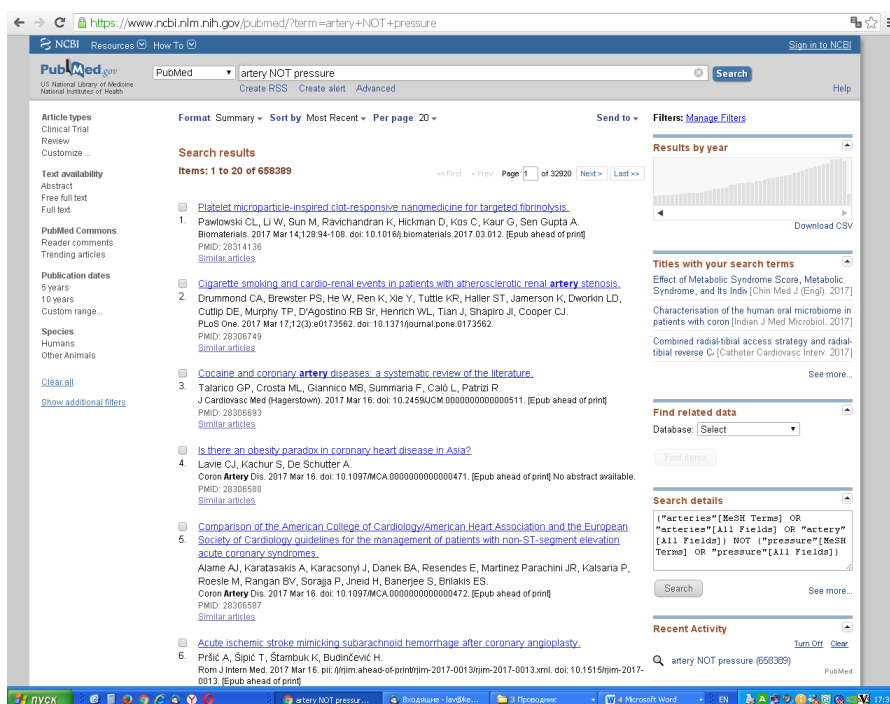 https://www.ncbi.nlm.nih.gov/pubmed/?term=artery+NOT+pressure
NCBI Resources How To Sign in to NCBI
PubMed.gov
US National Library of Medicine
National Institutes of Health
PubMed artery NOT pressure Search
Create RSS Create alert Advanced Help
Article types
Clinical Trial
Review
Customize ...
Text availability
Abstract
Free full text
Full text
PubMed Commons
Reader comments
Trending articles
Publication dates
5 years
10 years
Custom range...
Species
Humans
Other Animals
Clear all
Show additional filters
Format: Summary Sort by: Most Recent Per page: 20 Send to
Search results
Items: 1 to 20 of 658389
<< First < Prev Page 1 of 32920 Next > Last >>
Platelet microparticle-inspired clot-responsive nanomedicine for targeted fibrinolysis.
1. Pawlowski CL, Li W, Sun M, Ravichandran K, Hickman D, Kos C, Kaur G, Sen Gupta A.
Biomaterials. 2017 Mar 14;128:94-108. doi: 10.1016/j.biomaterials.2017.03.012. [Epub ahead of print]
PMID: 28314136
Similar articles
Cigarette smoking and cardio-renal events in patients with atherosclerotic renal artery stenosis.
2. Drummond CA, Brewster PS, He W, Ren K, Xie Y, Tuttle KR, Haller ST, Jamerson K, Dworkin LD,
Cutlip DE, Murphy TP, D'Agostino RB Sr, Henrich WL, Tian J, Shapiro JI, Cooper CJ.
PLoS One. 2017 Mar 17;12(3):e0173562. doi: 10.1371/journal.pone.0173562.
PMID: 28306749
Similar articles
Cocaine and coronary artery diseases: a systematic review of the literature.
3. Talarico GP, Crosta ML, Giannico MB, Summaria F, Calò L, Patrizi R.
J Cardiovasc Med (Hagerstown). 2017 Mar 16. doi: 10.2459/JCM.0000000000000511. [Epub ahead of print]
PMID: 28306693
Similar articles
Is there an obesity paradox in coronary heart disease in Asia?
4. Lavie CJ, Kachur S, De Schutter A.
Coron Artery Dis. 2017 Mar 16. doi: 10.1097/MCA.0000000000000471. [Epub ahead of print] No abstract available.
PMID: 28306588
Similar articles
Comparison of the American College of Cardiology/American Heart Association and the European
5. Society of Cardiology guidelines for the management of patients with non-ST-segment elevation
acute coronary syndromes.
Alame AJ, Karatasakis A, Karacsonyi J, Danek BA, Resendes E, Martinez Parachini JR, Kalsaria P,
Roesle M, Rangan BV, Sorajja P, Jneid H, Banerjee S, Brilakis ES.
Coron Artery Dis. 2017 Mar 16. doi: 10.1097/MCA.0000000000000472. [Epub ahead of print]
PMID: 28306587
Similar articles
Acute ischemic stroke mimicking subarachnoid hemorrhage after coronary angioplasty.
6. Pršić A, Šipić T, Štambuk K, Budinčević H.
Rom J Intern Med. 2017 Mar 16. pii: /j/rjim.ahead-of-print/rjim-2017-0013/rjim-2017-0013.xml. doi: 10.1515/rjim-2017-
0013. [Epub ahead of print]
Filters: Manage Filters
Results by year
Download CSV
Titles with your search terms
Effect of Metabolic Syndrome Score, Metabolic
Syndrome, and Its Indiv [Chin Med J (Engl). 2017]
Characterisation of the human oral microbiome in
patients with coron [Indian J Med Microbiol. 2017]
Combined radial-tibial access strategy and radial-
tibial reverse C. [Catheter Cardiovasc Interv. 2017]
See more...
Find related data
Database: Select
Find items
Search details
("arteries"[MeSH Terms] OR
"arteries"[All Fields] OR "artery"
[All Fields]) NOT ("pressure"[MeSH
Terms] OR "pressure"[All Fields])
Search See more...
Recent Activity
Turn Off Clear
artery NOT pressure (658389)
PubMed
пуск artery NOT pressur... Входящие - lav@ke... 3 Проводник 4 Microsoft Word EN